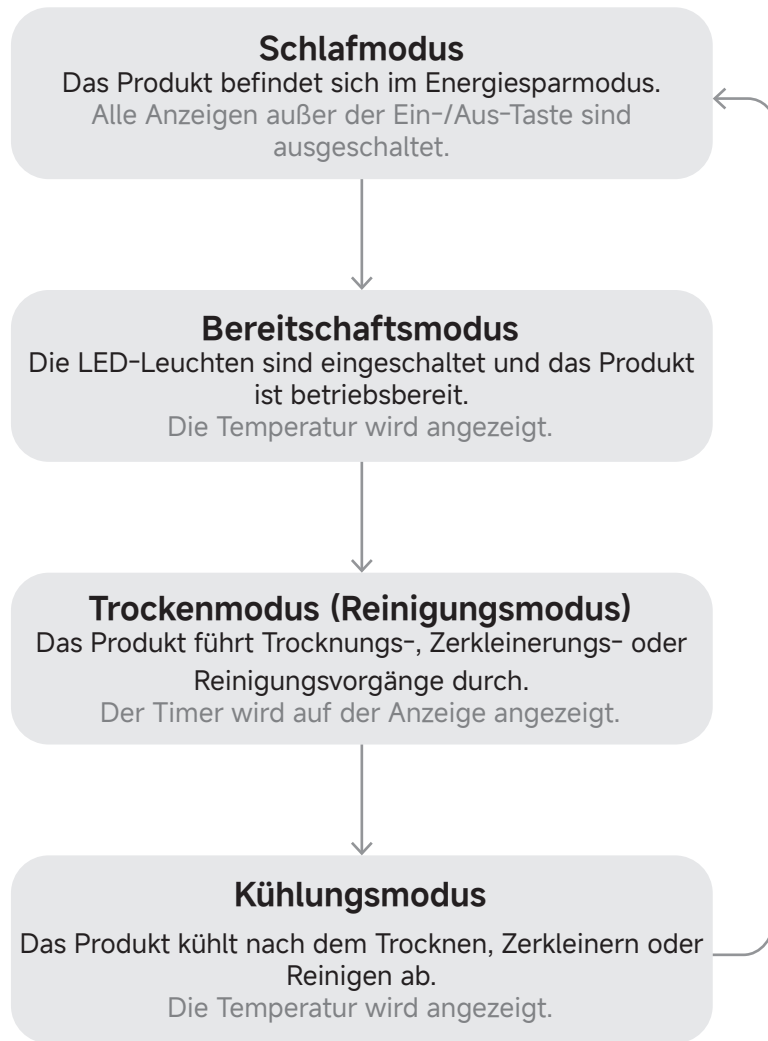 Schlafmodus
Das Produkt befindet sich im Energiesparmodus.
Alle Anzeigen außer der Ein-/Aus-Taste sind
ausgeschaltet.
Bereitschaftsmodus
Die LED-Leuchten sind eingeschaltet und das Produkt
ist betriebsbereit.
Die Temperatur wird angezeigt.
Trockenmodus (Reinigungsmodus)
Das Produkt führt Trocknungs-, Zerkleinerungs- oder
Reinigungsvorgänge durch.
Der Timer wird auf der Anzeige angezeigt.
Kühlungsmodus
Das Produkt kühlt nach dem Trocknen, Zerkleinern oder
Reinigen ab.
Die Temperatur wird angezeigt.